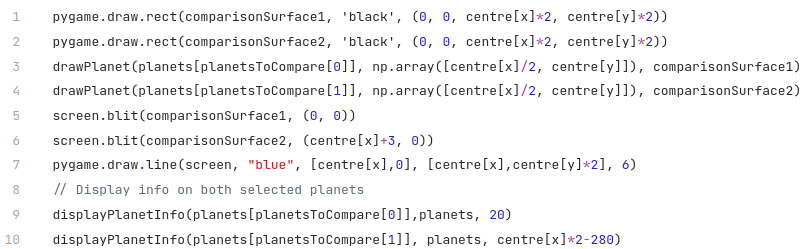 1 pygame.draw.rect(comparisonSurface1, 'black', (0, 0, centre[x]*2, centre[y]*2))
2 pygame.draw.rect(comparisonSurface2, 'black', (0, 0, centre[x]*2, centre[y]*2))
3 drawPlanet(planets[planetsToCompare[0]], np.array([centre[x]/2, centre[y]]), comparisonSurface1)
4 drawPlanet(planets[planetsToCompare[1]], np.array([centre[x]/2, centre[y]]), comparisonSurface2)
5 screen.blit(comparisonSurface1, (0, 0))
6 screen.blit(comparisonSurface2, (centre[x]+3, 0))
7 pygame.draw.line(screen, "blue", [centre[x],0], [centre[x],centre[y]*2], 6)
8 // Display info on both selected planets
9 displayPlanetInfo(planets[planetsToCompare[0]],planets, 20)
10 displayPlanetInfo(planets[planetsToCompare[1]], planets, centre[x]*2-280)